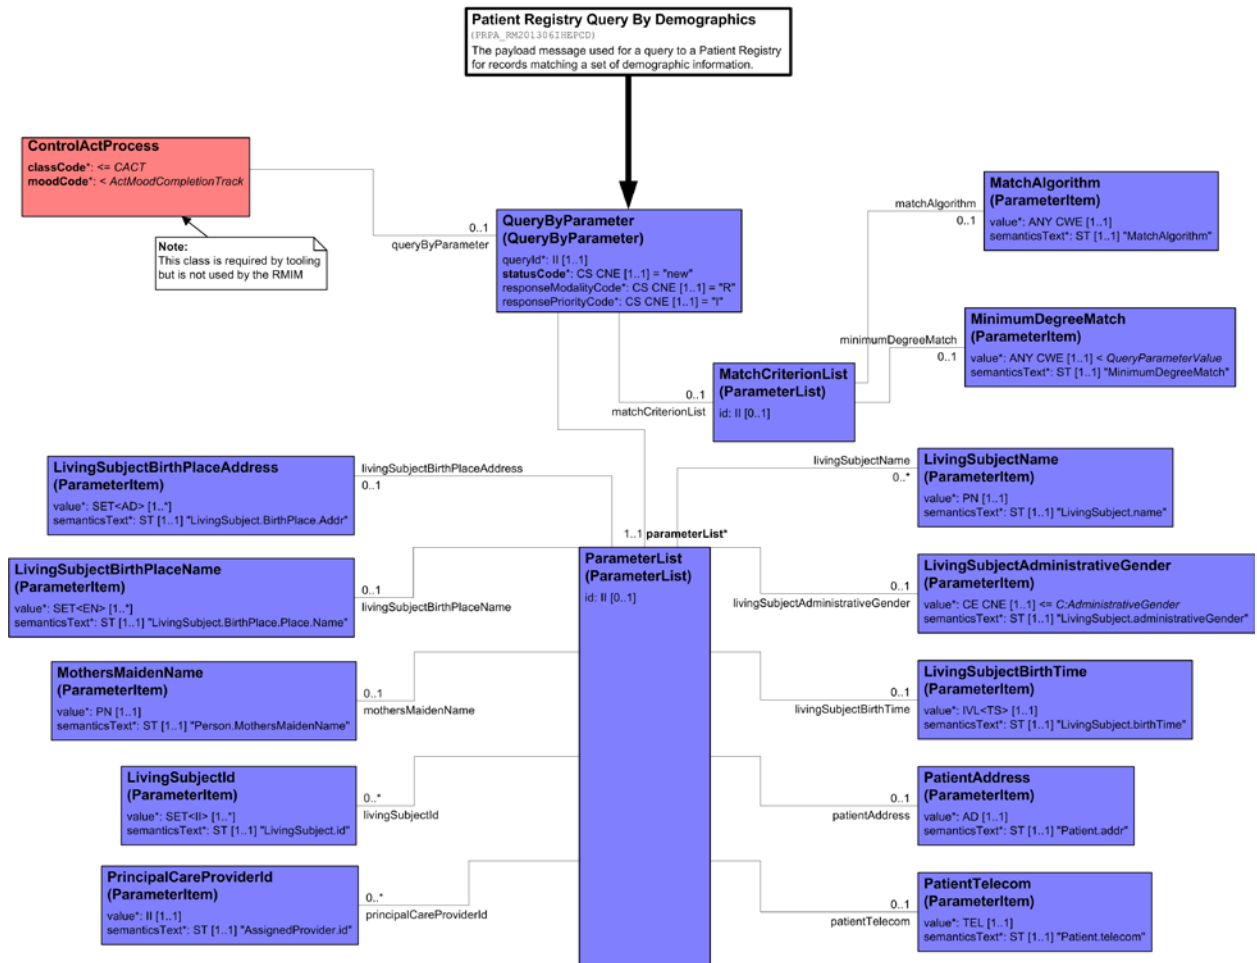 Patient Registry Query By Demographics
(PRPA_RM201306IHEPCD)
The payload message used for a query to a Patient Registry
for records matching a set of demographic information.
ControlActProcess
classCode*: <= CACT
moodCode*: < ActMoodCompletionTrack
Note:
This class is required by tooling
but is not used by the RMIM
0..1
queryByParameter
QueryByParameter
(QueryByParameter)
queryId*: II [1..1]
statusCode*: CS CNE [1..1] = "new"
responseModalityCode*: CS CNE [1..1] = "R"
responsePriorityCode*: CS CNE [1..1] = "I"
matchAlgorithm
0..1
MatchAlgorithm
(ParameterItem)
value*: ANY CWE [1..1]
semanticsText*: ST [1..1] "MatchAlgorithm"
minimumDegreeMatch
0..1
MinimumDegreeMatch
(ParameterItem)
value*: ANY CWE [1..1] < QueryParameterValue
semanticsText*: ST [1..1] "MinimumDegreeMatch"
0..1
matchCriterionList
MatchCriterionList
(ParameterList)
id: II [0..1]
LivingSubjectBirthPlaceAddress
(ParameterItem)
value*: SET<AD> [1..*]
semanticsText*: ST [1..1] "LivingSubject.BirthPlace.Addr"
livingSubjectBirthPlaceAddress
0..1
livingSubjectName
0..*
LivingSubjectName
(ParameterItem)
value*: PN [1..1]
semanticsText*: ST [1..1] "LivingSubject.name"
1..1 parameterList*
ParameterList
(ParameterList)
id: II [0..1]
LivingSubjectBirthPlaceName
(ParameterItem)
value*: SET<EN> [1..*]
semanticsText*: ST [1..1] "LivingSubject.BirthPlace.Place.Name"
0..1
livingSubjectBirthPlaceName
0..1
livingSubjectAdministrativeGender
LivingSubjectAdministrativeGender
(ParameterItem)
value*: CE CNE [1..1] <= C:AdministrativeGender
semanticsText*: ST [1..1] "LivingSubject.administrativeGender"
MothersMaidenName
(ParameterItem)
value*: PN [1..1]
semanticsText*: ST [1..1] "Person.MothersMaidenName"
0..1
mothersMaidenName
0..1
livingSubjectBirthTime
LivingSubjectBirthTime
(ParameterItem)
value*: IVL<TS> [1..1]
semanticsText*: ST [1..1] "LivingSubject.birthTime"
LivingSubjectId
(ParameterItem)
value*: SET<II> [1..*]
semanticsText*: ST [1..1] "LivingSubject.id"
0..*
livingSubjectId
0..1
patientAddress
PatientAddress
(ParameterItem)
value*: AD [1..1]
semanticsText*: ST [1..1] "Patient.addr"
PrincipalCareProviderId
(ParameterItem)
value*: II [1..1]
semanticsText*: ST [1..1] "AssignedProvider.id"
0..*
principalCareProviderId
0..1
patientTelecom
PatientTelecom
(ParameterItem)
value*: TEL [1..1]
semanticsText*: ST [1..1] "Patient.telecom"